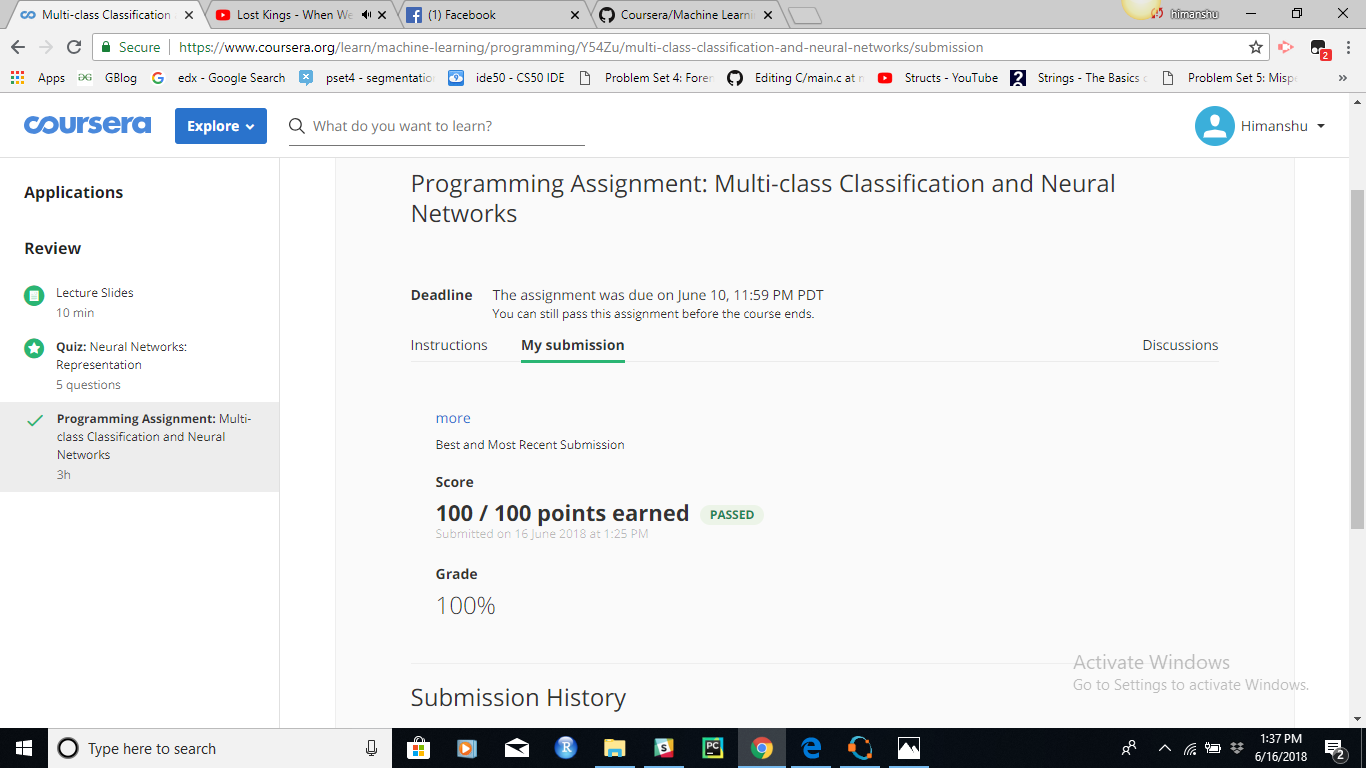 Multi-class Classification
Lost Kings - When We
(1) Facebook
Coursera/Machine Learni
himanshu
Secure
https://www.coursera.org/learn/machine-learning/programming/Y54Zu/multi-class-classification-and-neural-networks/submission
2
Apps
GBlog
edx - Google Search
pset4 - segmentatio
ide50 - CS50 IDE
Problem Set 4: Foren
Editing C/main.c at m
Structs - YouTube
Strings - The Basics o
Problem Set 5: Mispe
»
coursera
Explore
What do you want to learn?
Himanshu
Applications
Review
Lecture Slides
10 min
Quiz: Neural Networks:
Representation
5 questions
Programming Assignment: Multi-
class Classification and Neural
Networks
3h
Programming Assignment: Multi-class Classification and Neural
Networks
Deadline
The assignment was due on June 10, 11:59 PM PDT
You can still pass this assignment before the course ends.
Instructions
My submission
Discussions
more
Best and Most Recent Submission
Score
100 / 100 points earned
PASSED
Submitted on 16 June 2018 at 1:25 PM
Grade
100%
Submission History
Activate Windows
Go to Settings to activate Windows.
Type here to search
R
S
PC
1:37 PM
6/16/2018
2